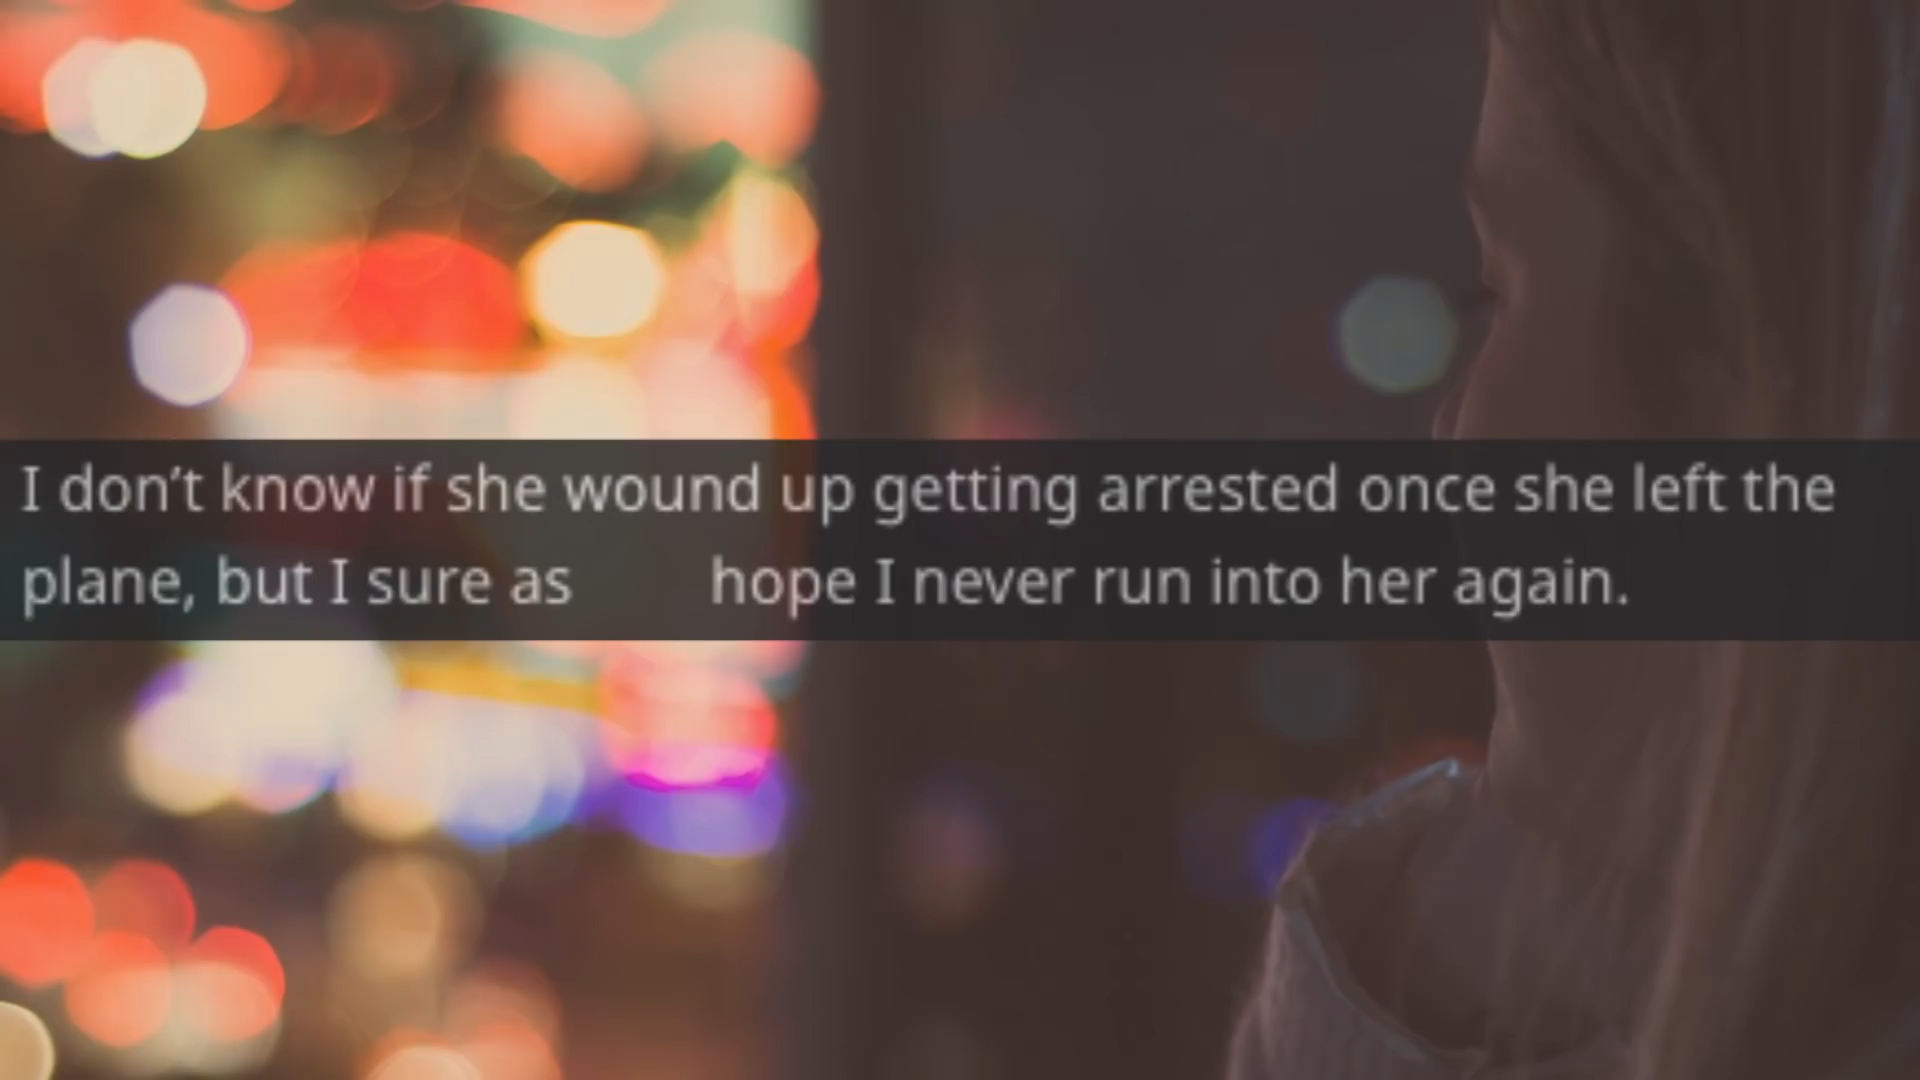 I don’t know if she wound up getting arrested once she left the
plane, but I sure as hope I never run into her again.